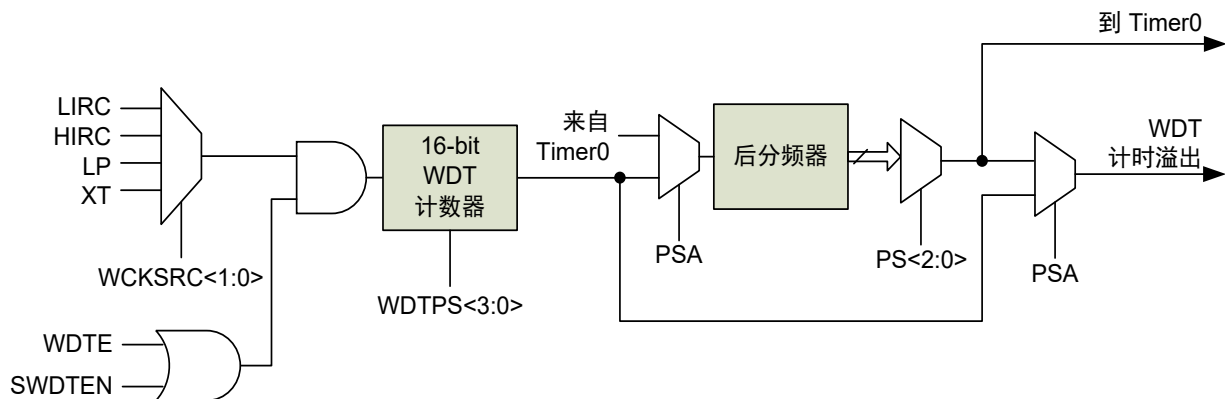 到 Timer0
LIRC
HIRC
LP
XT
WCKSRC<1:0>
WDTE
SWDTEN
16-bit
WDT
计数器
WDTPS<3:0>
来自
Timer0
PSA
后分频器
PS<2:0>
WDT
计时溢出
PSA